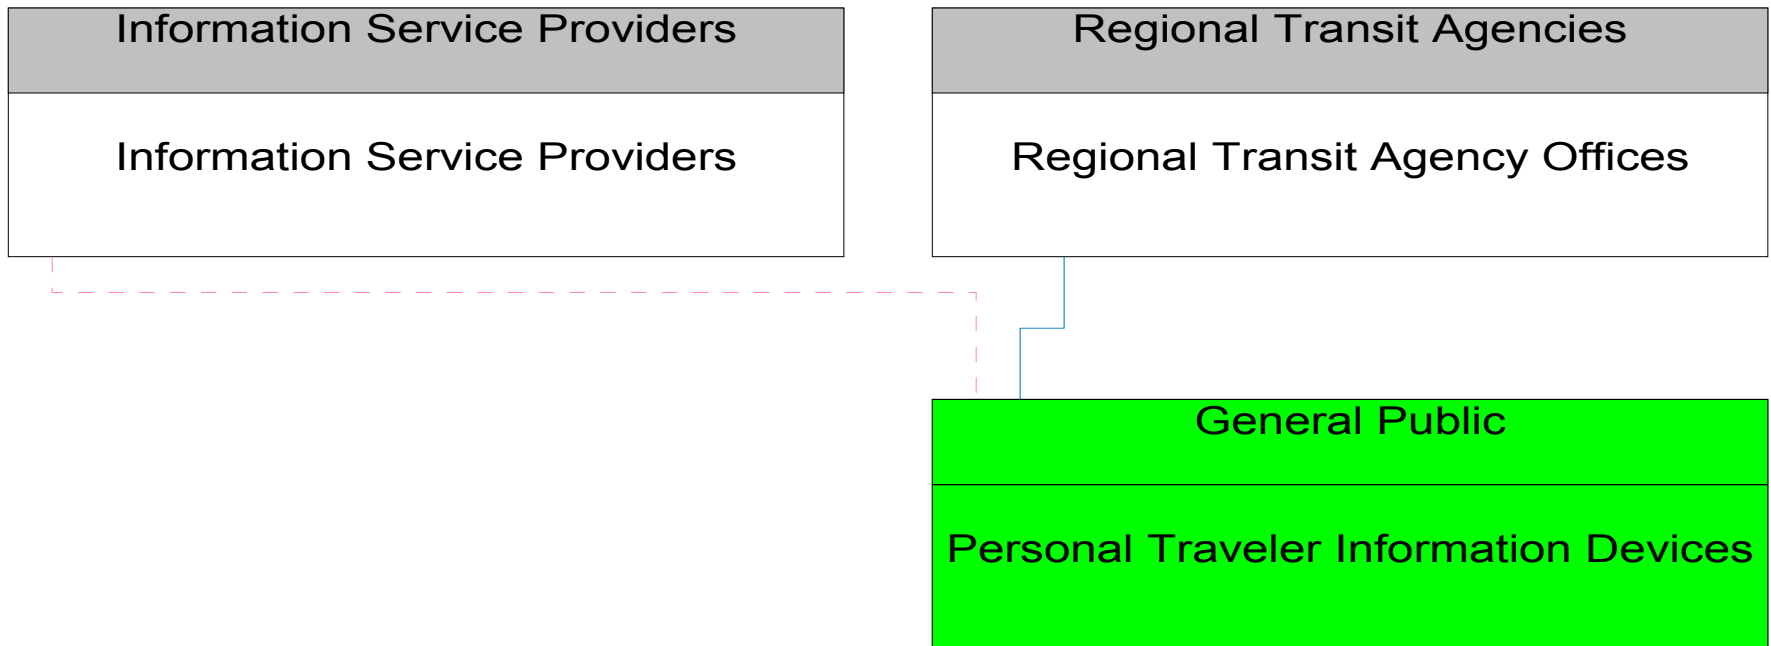 Information Service Providers
Information Service Providers
Regional Transit Agencies
Regional Transit Agency Offices
General Public
Personal Traveler Information Devices